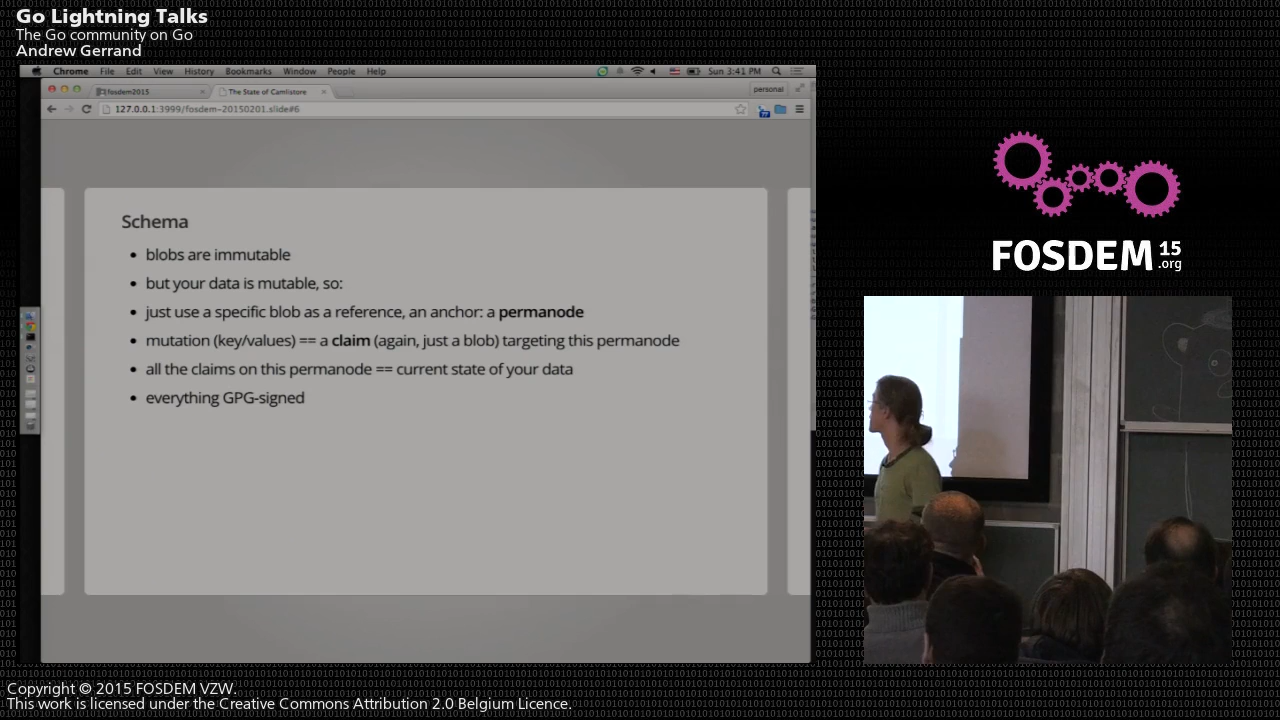 Go Lightning Talks
The Go community on Go
Andrew Gerrand
Chrome File Edit View History Bookmarks Window People Help Sun 3:41 PM
fosdem2015 The State of Camlistore personal
127.0.0.1:3999/fosdem-20150201.slide#6
77
Schema
• blobs are immutable
• but your data is mutable, so:
• just use a specific blob as a reference, an anchor: a permanode
• mutation (key/values) == a claim (again, just a blob) targeting this permanode
• all the claims on this permanode == current state of your data
• everything GPG-signed
FOSDEM 15
.org
Copyright © 2015 FOSDEM VZW.
This work is licensed under the Creative Commons Attribution 2.0 Belgium Licence.